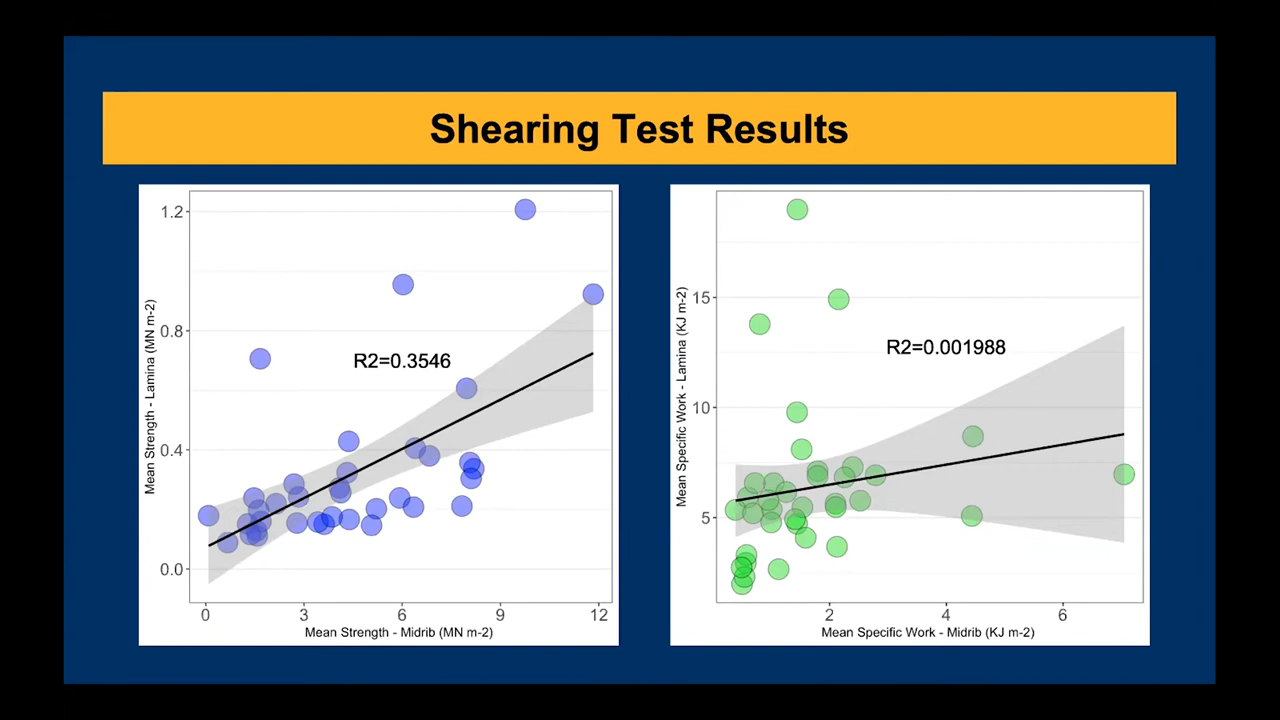 Shearing Test Results
Mean Strength - Lamina (MN m-2)
1.2
0.8
0.4
0.0
R2=0.3546
0 3 6 9 12
Mean Strength - Midrib (MN m-2)
Mean Specific Work - Lamina (KJ m-2)
15
10
5
R2=0.001988
2 4 6
Mean Specific Work - Midrib (KJ m-2)